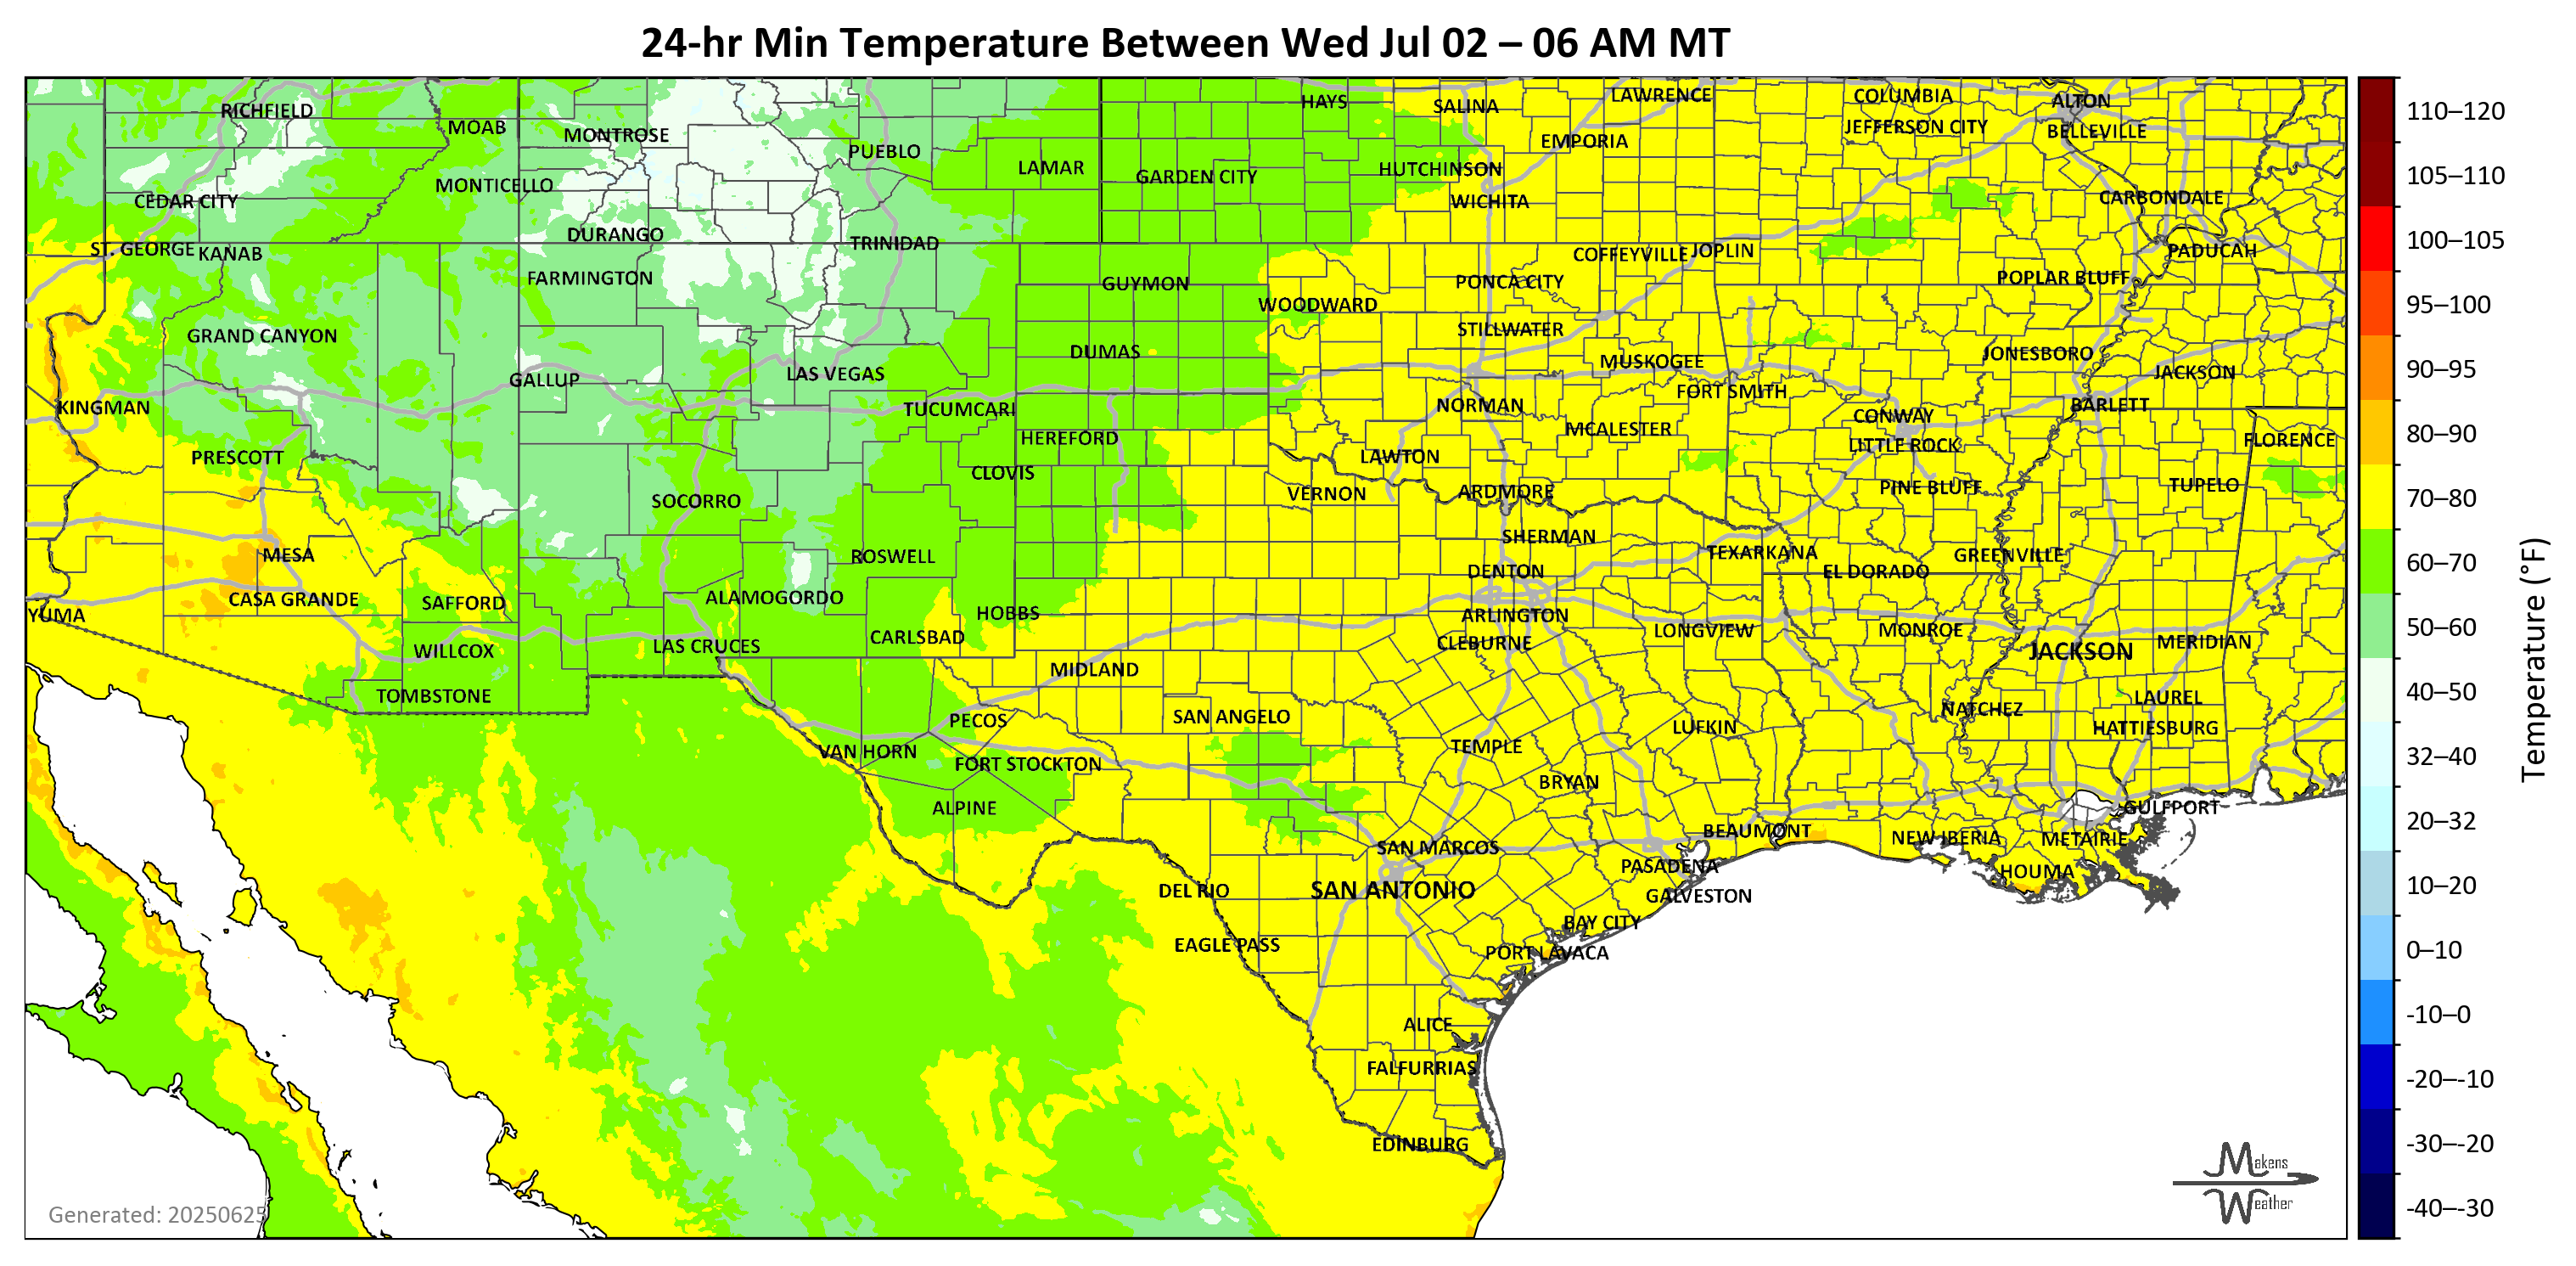 24-hr Min Temperature Between Wed Jul 02 – 06 AM MT
RICHFIELD
MOAB
MONTROSE
PUEBLO
LAMAR
GARDEN CITY
HAYS
SALINA
HUTCHINSON
LAWRENCE
EMPORIA
COLUMBIA
JEFFERSON CITY
ALTON
BELLEVILLE
MONTICELLO
CEDAR CITY
WICHITA
CARBONDALE
ST. GEORGE
KANAB
DURANGO
TRINIDAD
FARMINGTON
GUYMON
COFFEYVILLE
JOPLIN
PADUCAH
PONCA CITY
POPLAR BLUFF
WOODWARD
GRAND CANYON
STILLWATER
DUMAS
MUSKOGEE
JONESBORO
JACKSON
GALLUP
LAS VEGAS
FORT SMITH
KINGMAN
TUCUMCARI
NORMAN
BARLETT
CONWAY
HEREFORD
MCALESTER
LITTLE ROCK
FLORENCE
PRESCOTT
CLOVIS
LAWTON
SOCORRO
VERNON
ARDMORE
PINE BLUFF
TUPELO
MESA
ROSWELL
SHERMAN
TEXARKANA
GREENVILLE
DENTON
EL DORADO
CASA GRANDE
SAFFORD
ALAMOGORDO
HOBBS
YUMA
ARLINGTON
CLEBURNE
LONGVIEW
MONROE
MERIDIAN
WILLCOX
LAS CRUCES
CARLSBAD
JACKSON
MIDLAND
TOMBSTONE
LAUREL
NATCHEZ
PECOS
SAN ANGELO
LUFKIN
HATTIESBURG
VAN HORN
FORT STOCKTON
TEMPLE
BRYAN
ALPINE
GULFPORT
BEAUMONT
NEW IBERIA
METAIRIE
SAN MARCOS
PASADENA
HOUMA
DEL RIO
SAN ANTONIO
GALVESTON
BAY CITY
EAGLE PASS
PORT LAVACA
ALICE
FALFURRIAS
EDINBURG
Generated: 20250625
Makens
Weather
110–120
105–110
100–105
95–100
90–95
80–90
70–80
60–70
50–60
40–50
32–40
20–32
10–20
0–10
-10–0
-20–-10
-30–-20
-40–-30
Temperature (°F)